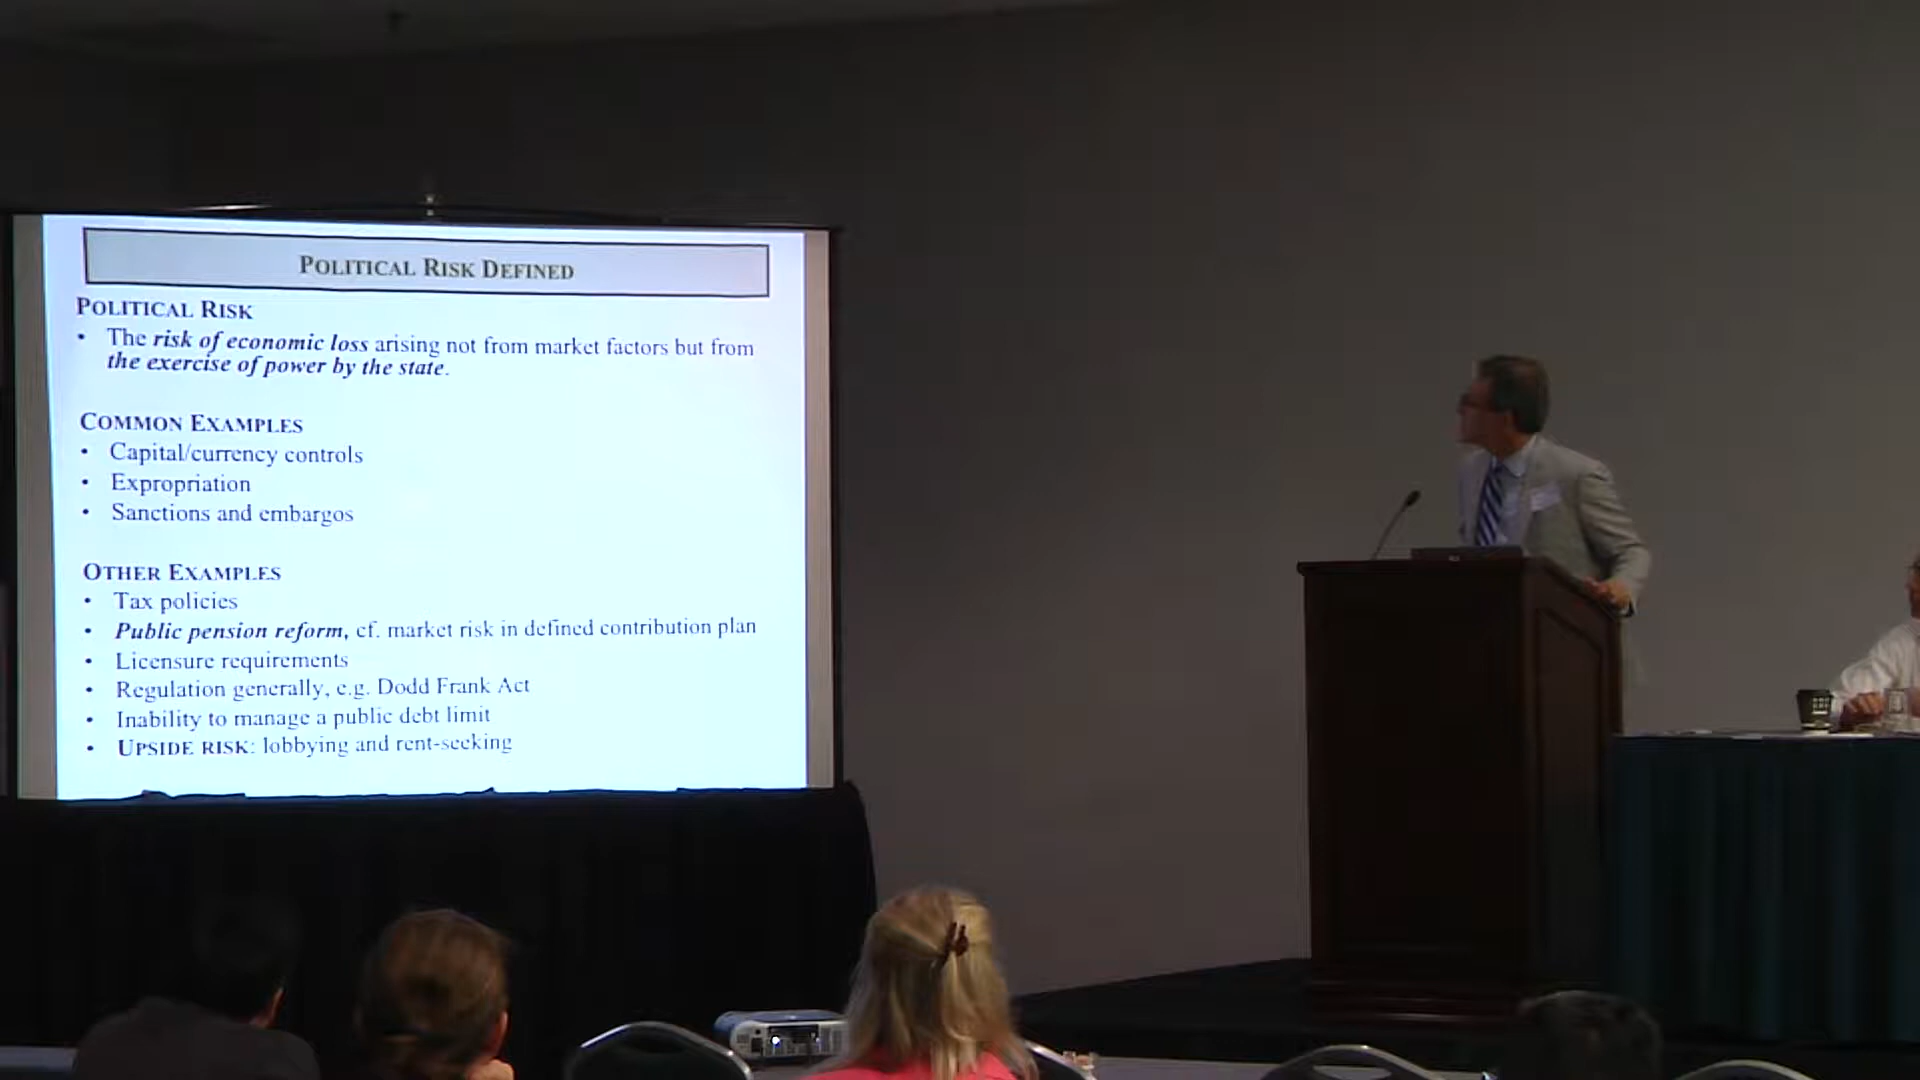 POLITICAL RISK DEFINED
POLITICAL RISK
• The risk of economic loss arising not from market factors but from
the exercise of power by the state.
COMMON EXAMPLES
• Capital/currency controls
• Expropriation
• Sanctions and embargos
OTHER EXAMPLES
• Tax policies
• Public pension reform, cf. market risk in defined contribution plan
• Licensure requirements
• Regulation generally, e.g. Dodd Frank Act
• Inability to manage a public debt limit
• UPSIDE RISK: lobbying and rent-seeking